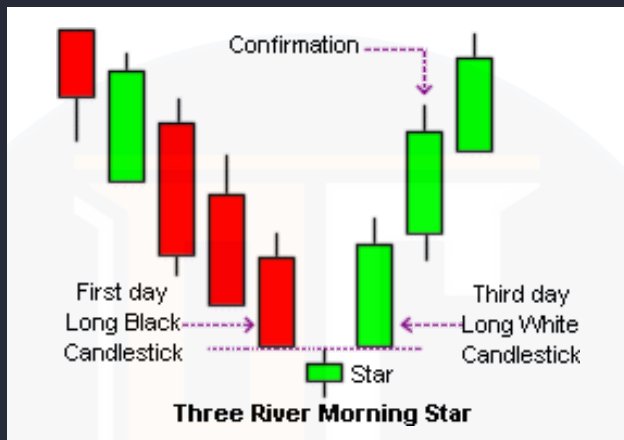 Confirmation
First day
Long Black
Candlestick
Third day
Long White
Candlestick
Star
Three River Morning Star